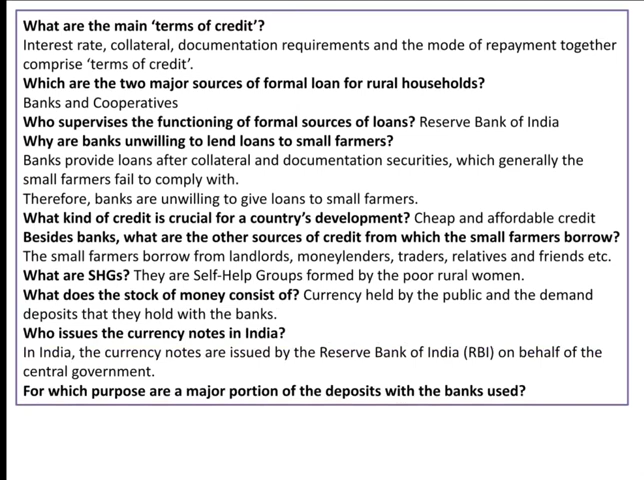 What are the main ‘terms of credit’?
Interest rate, collateral, documentation requirements and the mode of repayment together
comprise ‘terms of credit’.
Which are the two major sources of formal loan for rural households?
Banks and Cooperatives
Who supervises the functioning of formal sources of loans? Reserve Bank of India
Why are banks unwilling to lend loans to small farmers?
Banks provide loans after collateral and documentation securities, which generally the
small farmers fail to comply with.
Therefore, banks are unwilling to give loans to small farmers.
What kind of credit is crucial for a country’s development? Cheap and affordable credit
Besides banks, what are the other sources of credit from which the small farmers borrow?
The small farmers borrow from landlords, moneylenders, traders, relatives and friends etc.
What are SHGs? They are Self-Help Groups formed by the poor rural women.
What does the stock of money consist of? Currency held by the public and the demand
deposits that they hold with the banks.
Who issues the currency notes in India?
In India, the currency notes are issued by the Reserve Bank of India (RBI) on behalf of the
central government.
For which purpose are a major portion of the deposits with the banks used?